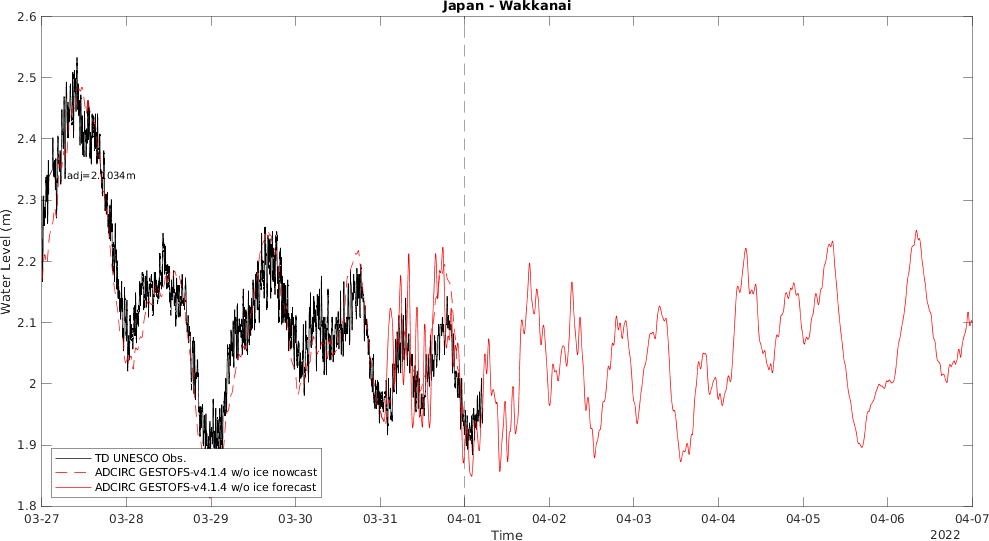 Japan - Wakkanai
2.6
2.5
2.4
2.3
2.2
2.1
2
1.9
1.8
Water Level (m)
adj=2.1034m
TD UNESCO Obs.
ADCIRC GESTOFS-v4.1.4 w/o ice nowcast
ADCIRC GESTOFS-v4.1.4 w/o ice forecast
03-27 03-28 03-29 03-30 03-31 04-01 04-02 04-03 04-04 04-05 04-06 04-07
Time
2022